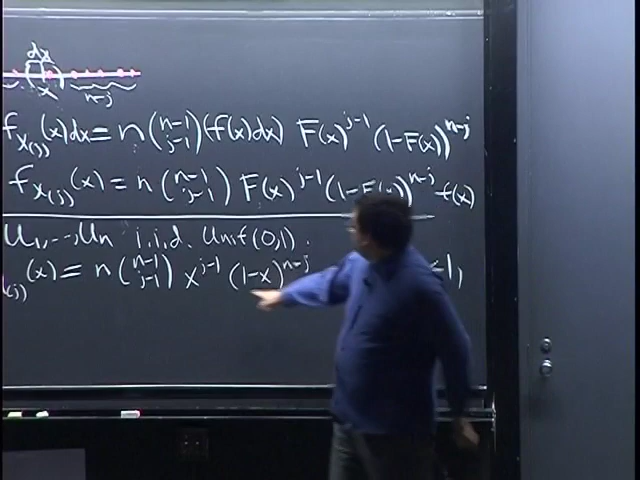 dx
x n-j
f_{X_{(j)}}(x)dx = n \binom{n-1}{j-1} (f(x)dx) F(x)^{j-1} (1-F(x))^{n-j}
f_{X_{(j)}}(x) = n \binom{n-1}{j-1} F(x)^{j-1} (1-F(x))^{n-j} f(x)
U_1, ..., U_n i.i.d. Unif(0,1).
_{(j)}(x) = n \binom{n-1}{j-1} x^{j-1} (1-x)^{n-j} <1,